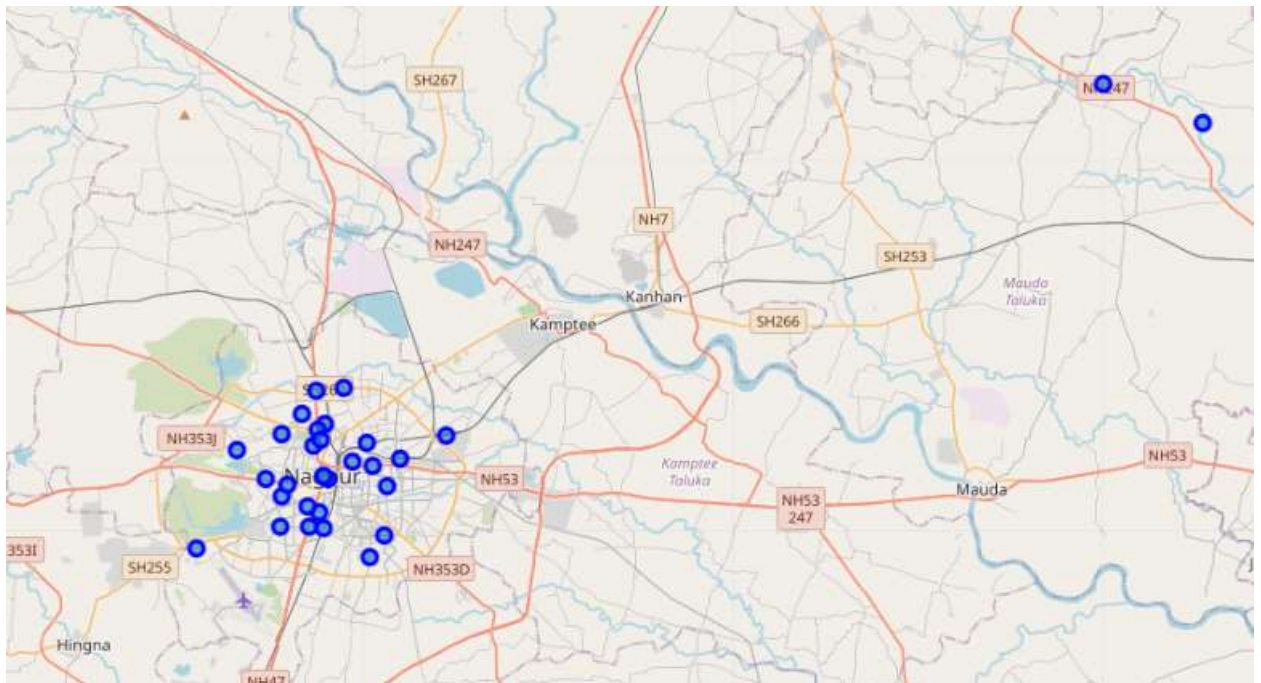 SH267
NH7
NH247
SH253
Mauda
Taluka
Kanhan
Kamptee
SH266
NH353J
Nagpur
NH53
Kamptee
Taluka
NH53
NH53
247
Mauda
353I
SH255
NH353D
Hingna
NH47